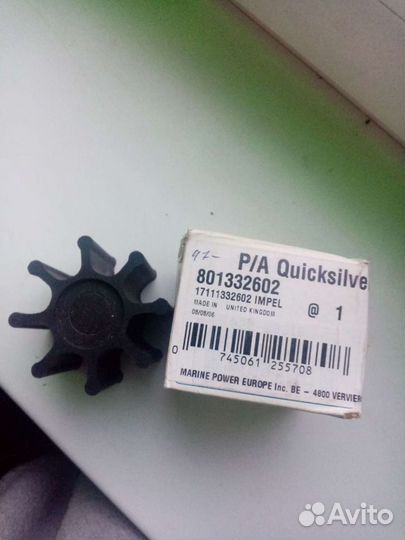 97-
P/A Quicksilve
801332602
17111332602 IMPEL
@ 1
MADE IN UNITED KINGDOM
08/08/06
0 745061 255708
MARINE POWER EUROPE Inc. BE - 4800 VERVIER
Avito